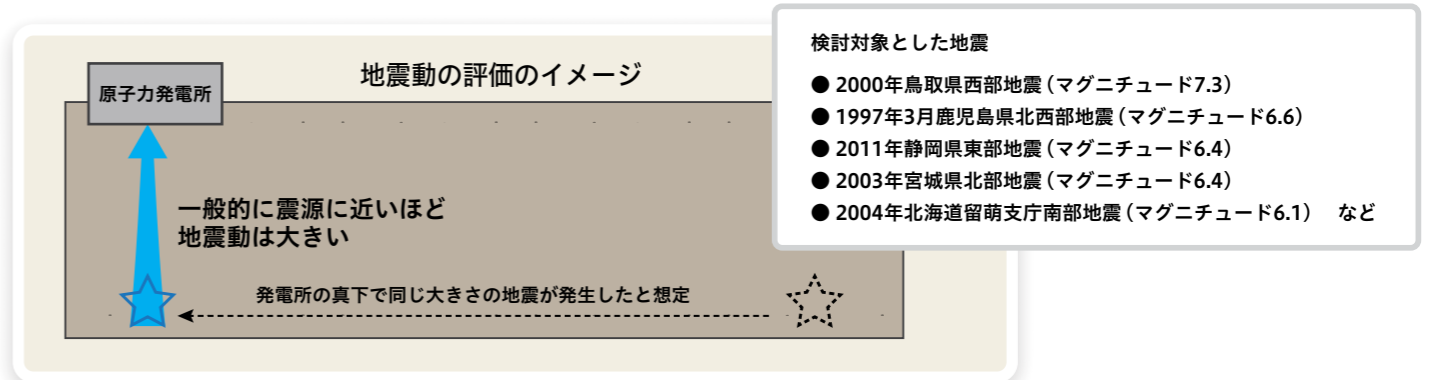 地震動の評価のイメージ
原子力発電所
一般的に震源に近いほど
地震動は大きい
発電所の真下で同じ大きさの地震が発生したと想定
検討対象とした地震
● 2000年鳥取県西部地震（マグニチュード7.3）
● 1997年3月鹿児島県北西部地震（マグニチュード6.6）
● 2011年静岡県東部地震（マグニチュード6.4）
● 2003年宮城県北部地震（マグニチュード6.4）
● 2004年北海道留萌支庁南部地震（マグニチュード6.1）　など